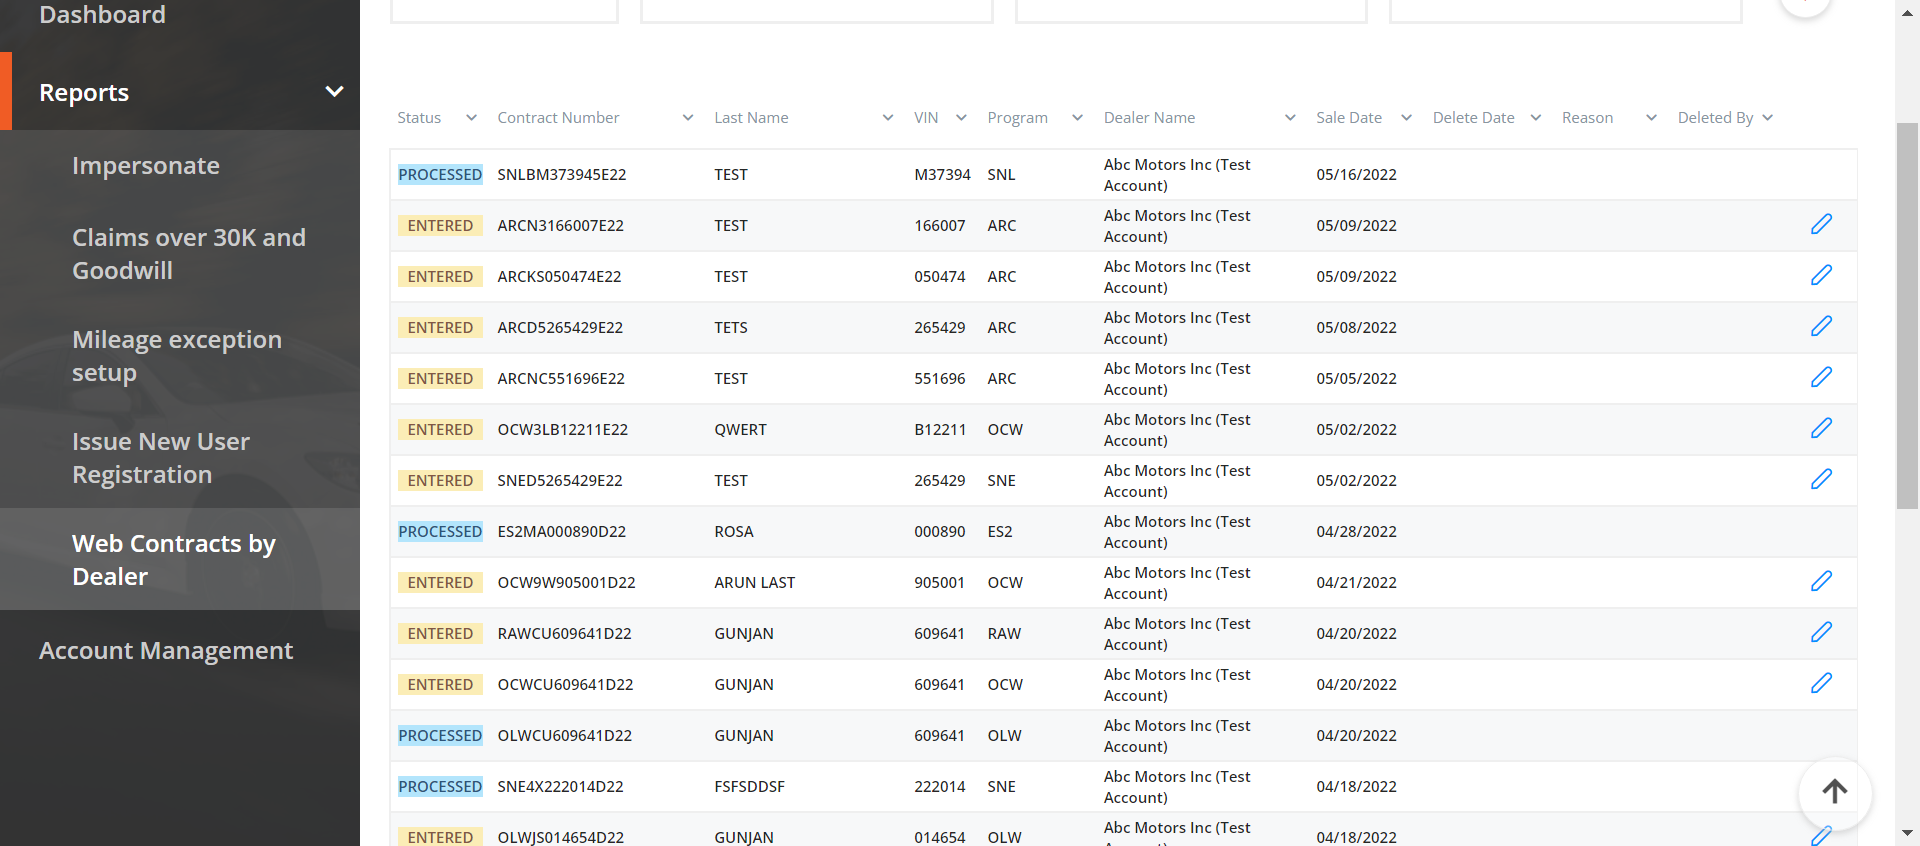 Dashboard
Reports
Impersonate
Claims over 30K and
Goodwill
Mileage exception
setup
Issue New User
Registration
Web Contracts by
Dealer
Account Management
Status Contract Number Last Name VIN Program Dealer Name Sale Date Delete Date Reason Deleted By
PROCESSED SNLBM373945E22 TEST M37394 SNL Abc Motors Inc (Test
Account) 05/16/2022
ENTERED ARCN3166007E22 TEST 166007 ARC Abc Motors Inc (Test
Account) 05/09/2022
ENTERED ARCKS050474E22 TEST 050474 ARC Abc Motors Inc (Test
Account) 05/09/2022
ENTERED ARCD5265429E22 TETS 265429 ARC Abc Motors Inc (Test
Account) 05/08/2022
ENTERED ARCNC551696E22 TEST 551696 ARC Abc Motors Inc (Test
Account) 05/05/2022
ENTERED OCW3LB12211E22 QWERT B12211 OCW Abc Motors Inc (Test
Account) 05/02/2022
ENTERED SNED5265429E22 TEST 265429 SNE Abc Motors Inc (Test
Account) 05/02/2022
PROCESSED ES2MA000890D22 ROSA 000890 ES2 Abc Motors Inc (Test
Account) 04/28/2022
ENTERED OCW9W905001D22 ARUN LAST 905001 OCW Abc Motors Inc (Test
Account) 04/21/2022
ENTERED RAWCU609641D22 GUNJAN 609641 RAW Abc Motors Inc (Test
Account) 04/20/2022
ENTERED OCWCU609641D22 GUNJAN 609641 OCW Abc Motors Inc (Test
Account) 04/20/2022
PROCESSED OLWCU609641D22 GUNJAN 609641 OLW Abc Motors Inc (Test
Account) 04/20/2022
PROCESSED SNE4X222014D22 FSFSDDSF 222014 SNE Abc Motors Inc (Test
Account) 04/18/2022
ENTERED OLWJS014654D22 GUNJAN 014654 OLW Abc Motors Inc (Test
04/18/2022